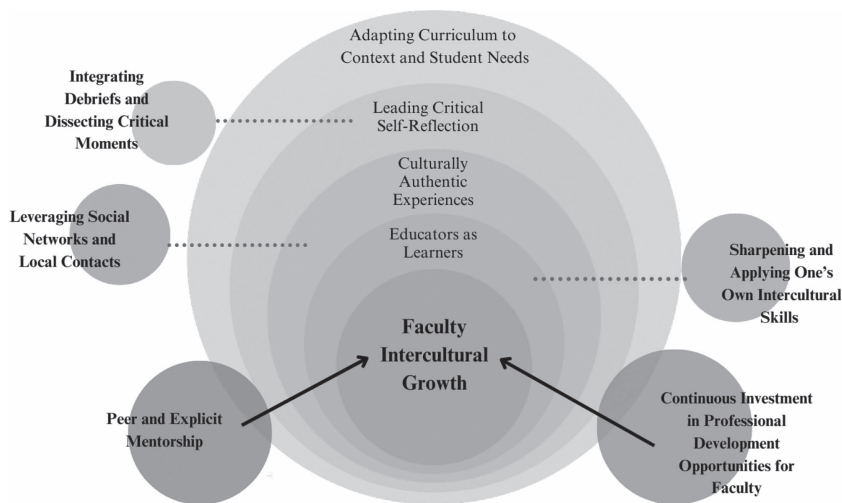 Adapting Curriculum to
Context and Student Needs
Integrating
Debriefs and
Dissecting Critical
Moments
Leading Critical
Self-Reflection
Culturally
Authentic
Experiences
Leveraging Social
Networks and
Local Contacts
Educators as
Learners
Sharpening and
Applying One's
Own Intercultural
Skills
Faculty
Intercultural
Growth
Peer and Explicit
Mentorship
Continuous Investment
in Professional
Development
Opportunities for
Faculty